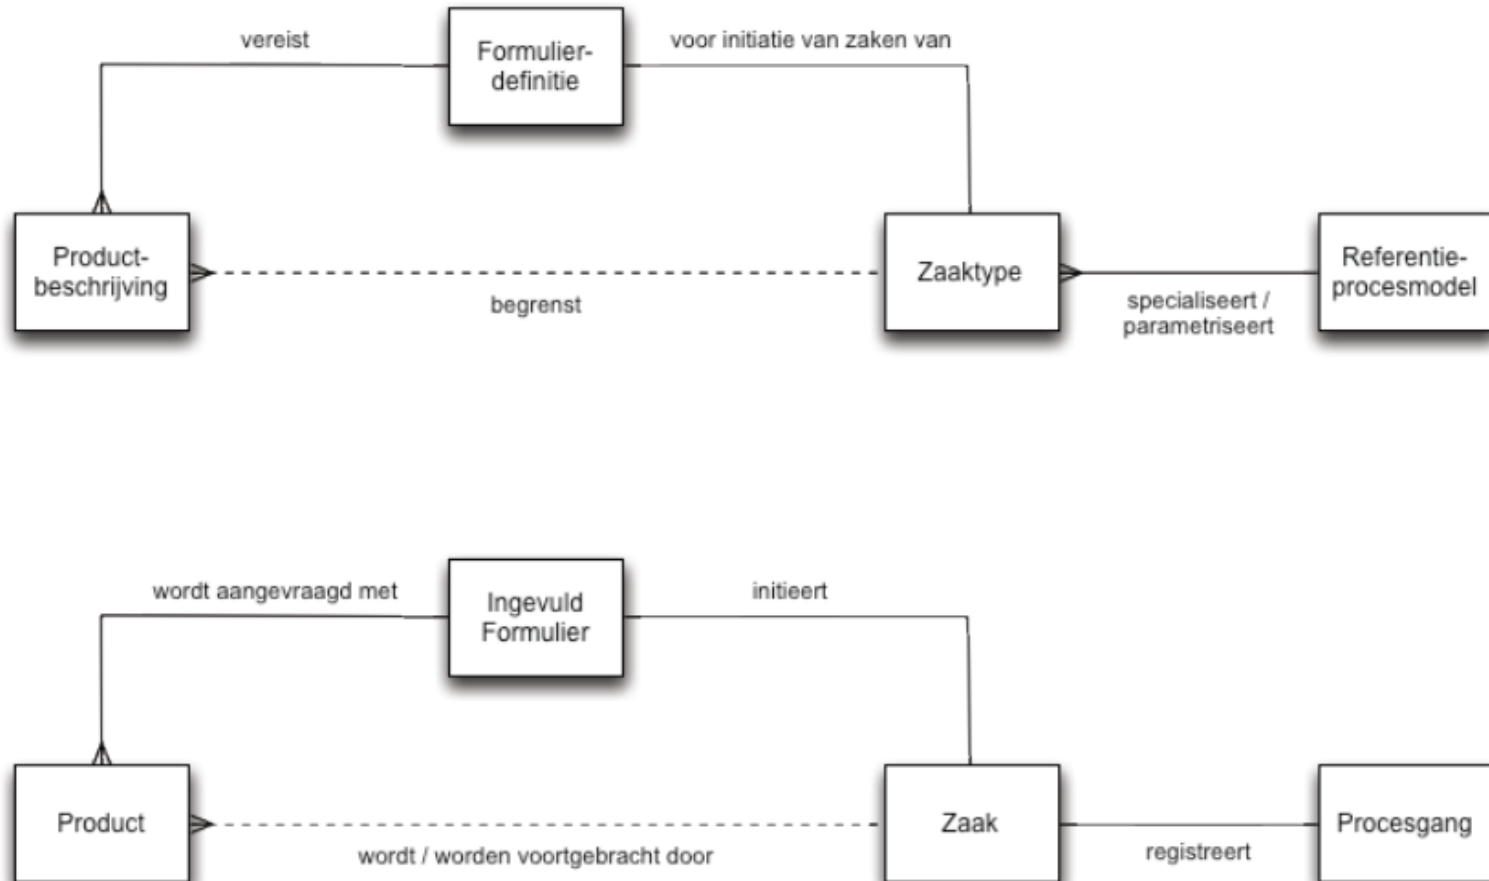 vereist
Formulier-
definitie
voor initiatie van zaken van
Product-
beschrijving
begrenst
Zaaktype
specialiseert /
parametriseert
Referentie-
procesmodel
wordt aangevraagd met
Ingevuld
Formulier
initieert
Product
wordt / worden voortgebracht door
Zaak
registreert
Procesgang